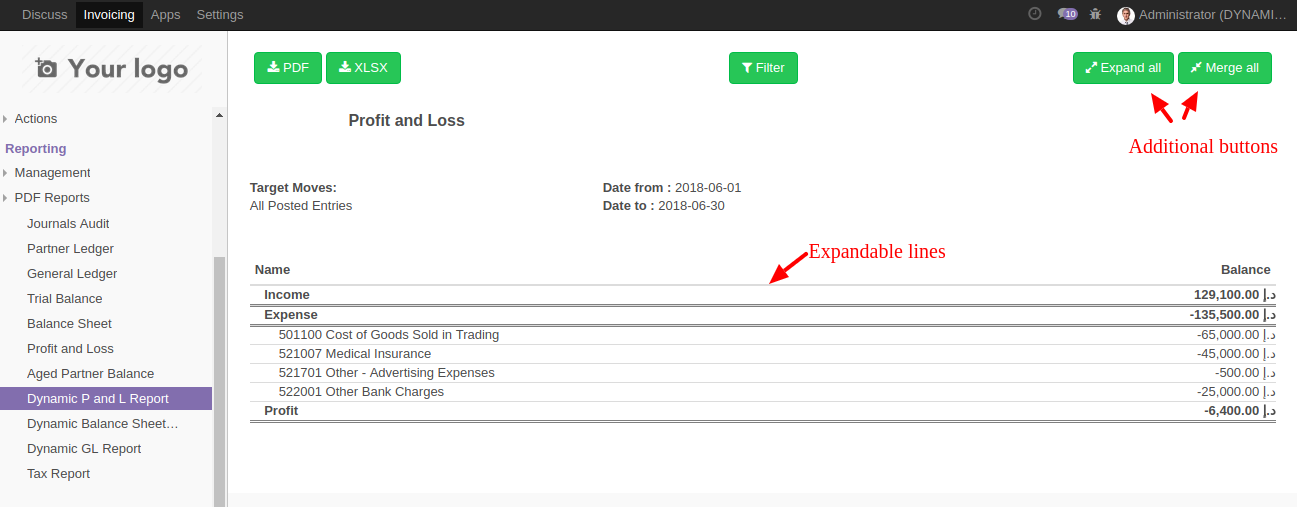 Discuss Invoicing Apps Settings 10 Administrator (DYNAMI...
Your logo
PDF XLSX Filter Expand all Merge all
Additional buttons
Actions
Reporting
Management
PDF Reports
Journals Audit
Partner Ledger
General Ledger
Trial Balance
Balance Sheet
Profit and Loss
Aged Partner Balance
Dynamic P and L Report
Dynamic Balance Sheet...
Dynamic GL Report
Tax Report
Profit and Loss
Target Moves: Date from : 2018-06-01
All Posted Entries Date to : 2018-06-30
Expandable lines
Name Balance
Income 129,100.00 د.إ
Expense -135,500.00 د.إ
501100 Cost of Goods Sold in Trading -65,000.00 د.إ
521007 Medical Insurance -45,000.00 د.إ
521701 Other - Advertising Expenses -500.00 د.إ
522001 Other Bank Charges -25,000.00 د.إ
Profit -6,400.00 د.إ